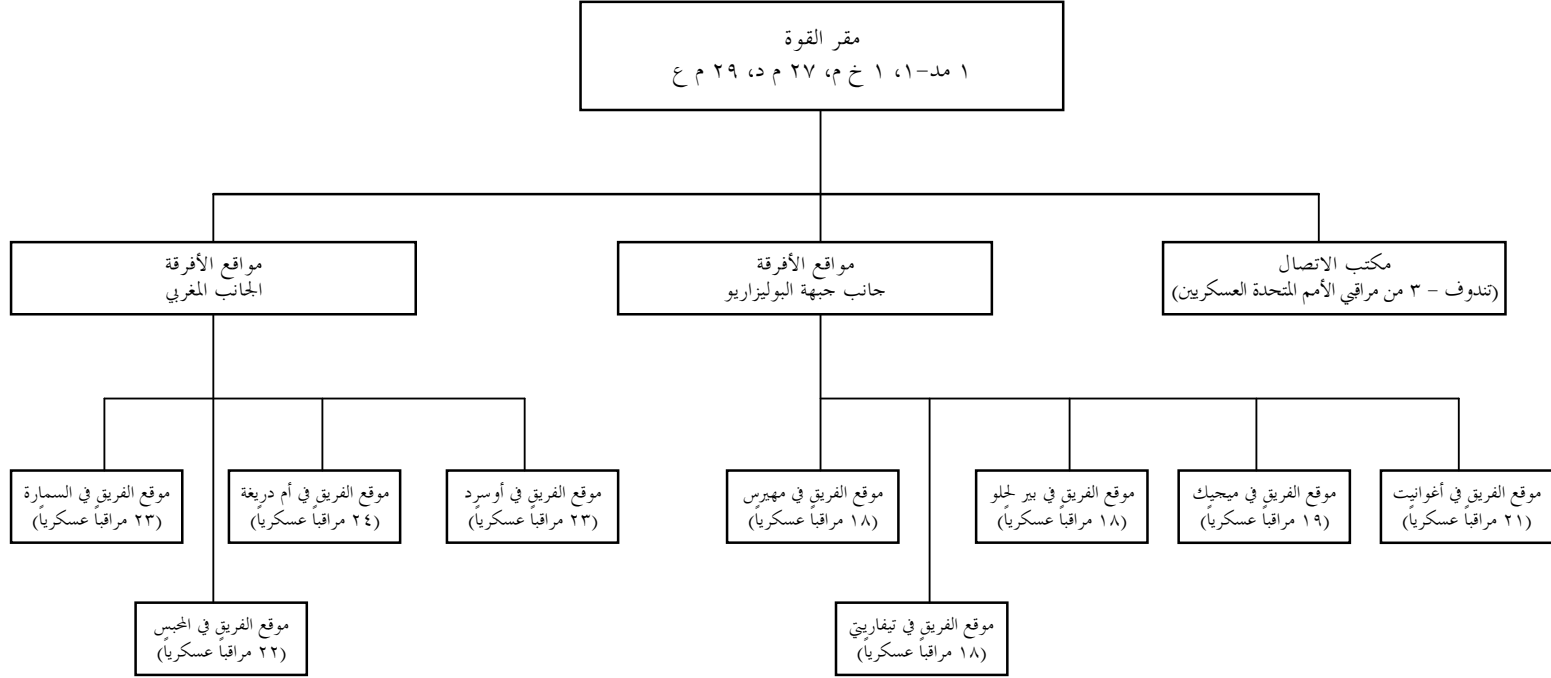 مقر القوة
١ مد-١، ١ خ م، ٢٧ م د، ٢٩ م ع
مكتب الاتصال
(تندوف - ٣ من مراقبي الأمم المتحدة العسكريين)
مواقع الأفرقة
جانب جبهة البوليزاريو
مواقع الأفرقة
الجانب المغربي
موقع الفريق في أغوانيت
(٢١ مراقباً عسكرياً)
موقع الفريق في ميجيك
(١٩ مراقباً عسكرياً)
موقع الفريق في بير لحلو
(١٨ مراقباً عسكرياً)
موقع الفريق في مهيرس
(١٨ مراقباً عسكرياً)
موقع الفريق في أوسرد
(٢٣ مراقباً عسكرياً)
موقع الفريق في أم دريغة
(٢٤ مراقباً عسكرياً)
موقع الفريق في السمارة
(٢٣ مراقباً عسكرياً)
موقع الفريق في تيفاريتي
(١٨ مراقباً عسكرياً)
موقع الفريق في المحبس
(٢٢ مراقباً عسكرياً)